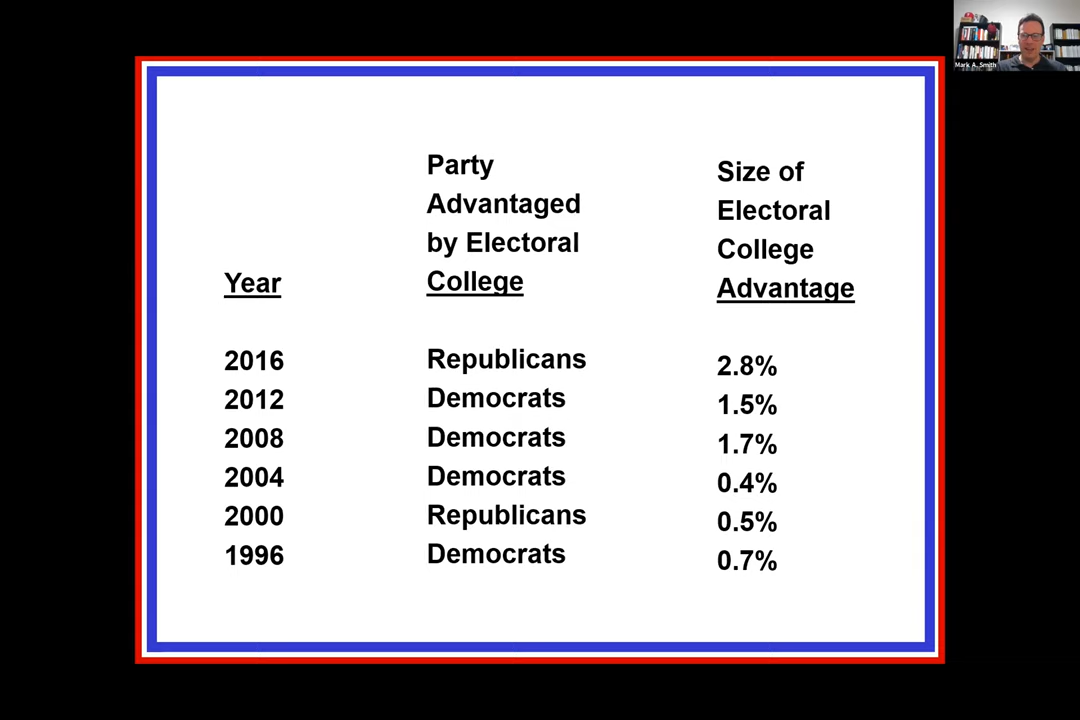 Mark A. Smith
Party
Advantaged
by Electoral
College
Size of
Electoral
College
Advantage
Year
2016 Republicans 2.8%
2012 Democrats 1.5%
2008 Democrats 1.7%
2004 Democrats 0.4%
2000 Republicans 0.5%
1996 Democrats 0.7%